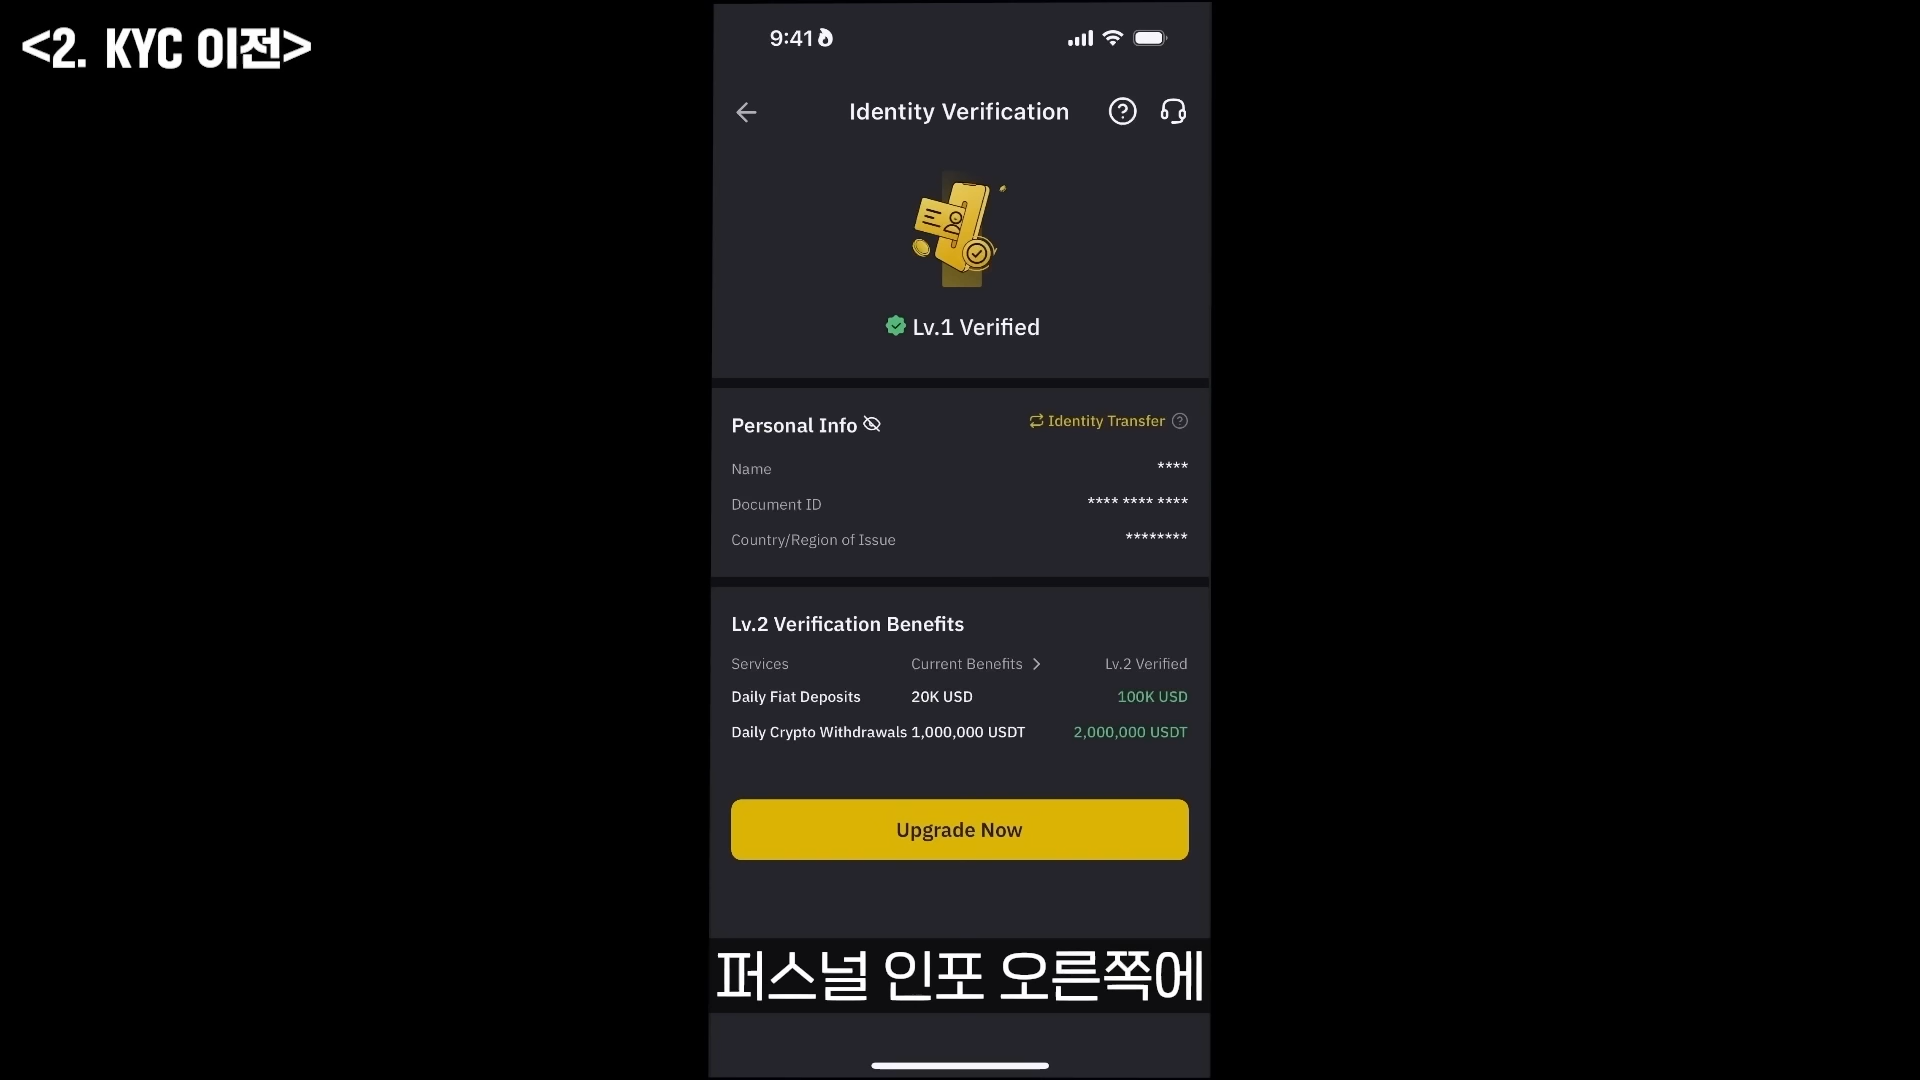 <2. KYC 이전>
9:41
Identity Verification
Lv.1 Verified
Personal Info
Identity Transfer
Name ****
Document ID **** **** ****
Country/Region of Issue ********
Lv.2 Verification Benefits
Services Current Benefits > Lv.2 Verified
Daily Fiat Deposits 20K USD 100K USD
Daily Crypto Withdrawals 1,000,000 USDT 2,000,000 USDT
Upgrade Now
퍼스널 인포 오른쪽에